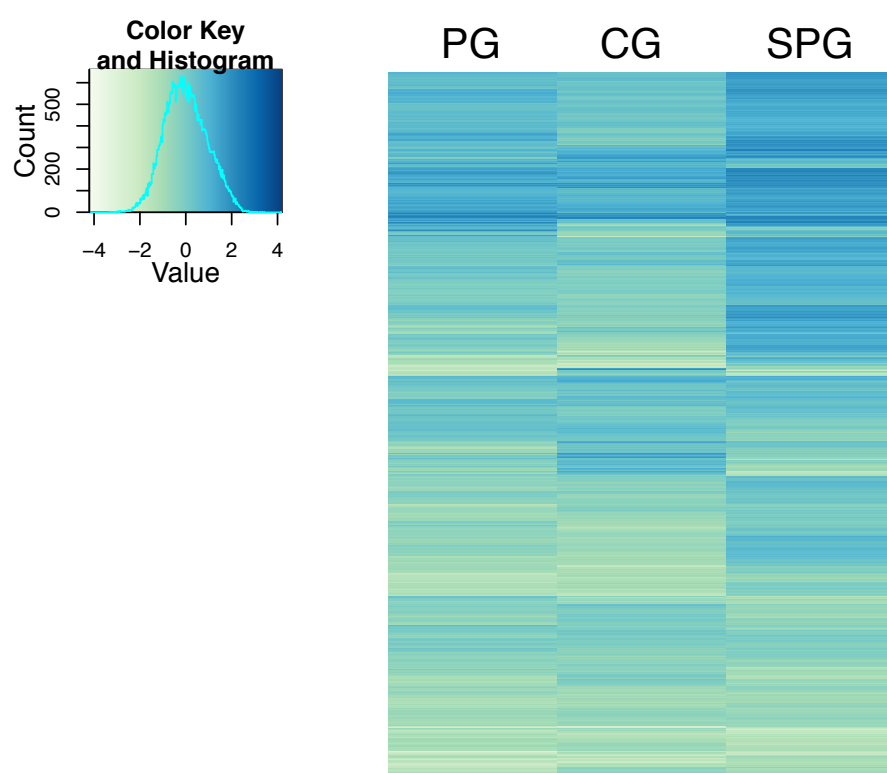 Color Key
and Histogram
Count
0 200 500
−4 −2 0 2 4
Value
PG CG SPG